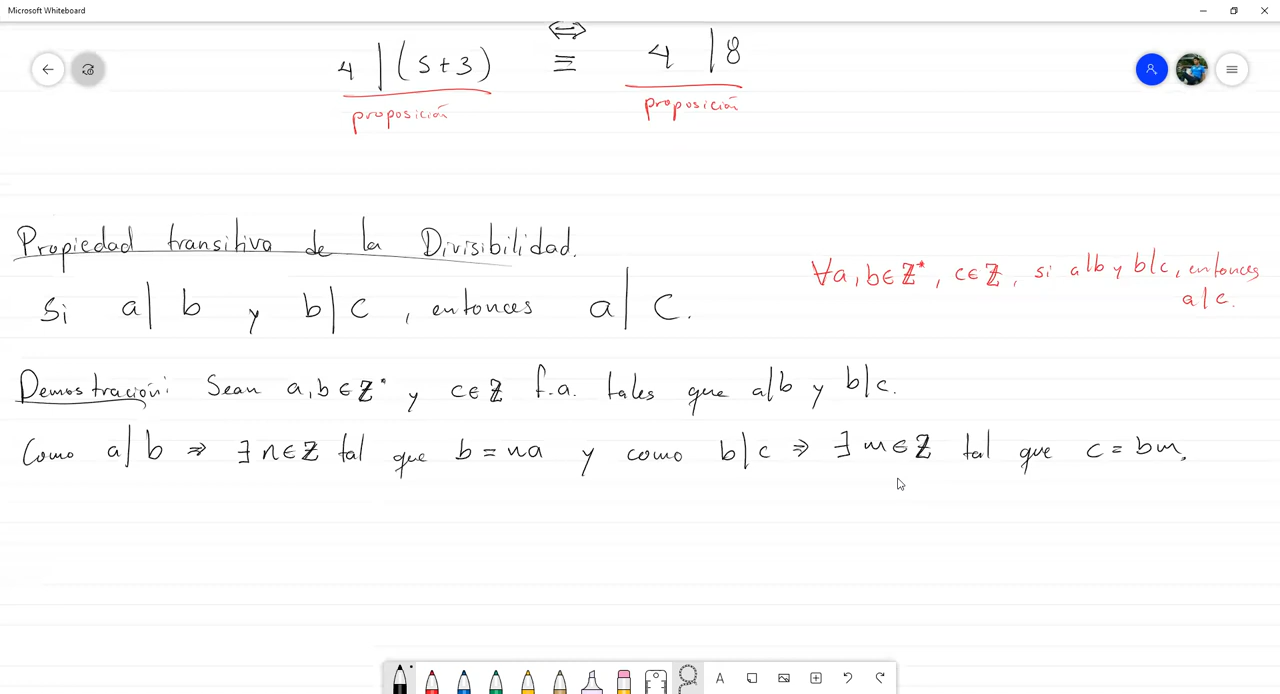 Microsoft Whiteboard
4 | (5+3) ⇔ ≡ 4 | 8
proposición proposición
Propiedad transitiva de la Divisibilidad.
∀a, b ∈ ℤ*, c ∈ ℤ, si a|b y b|c, entonces
a|c.
Si a| b y b| c , entonces a| c.
Demostración: Sean a, b ∈ ℤ* y c ∈ ℤ f.a. tales que a|b y b|c.
Como a| b ⇒ ∃ n ∈ ℤ tal que b = na y como b|c ⇒ ∃ m ∈ ℤ tal que c = bm,
A